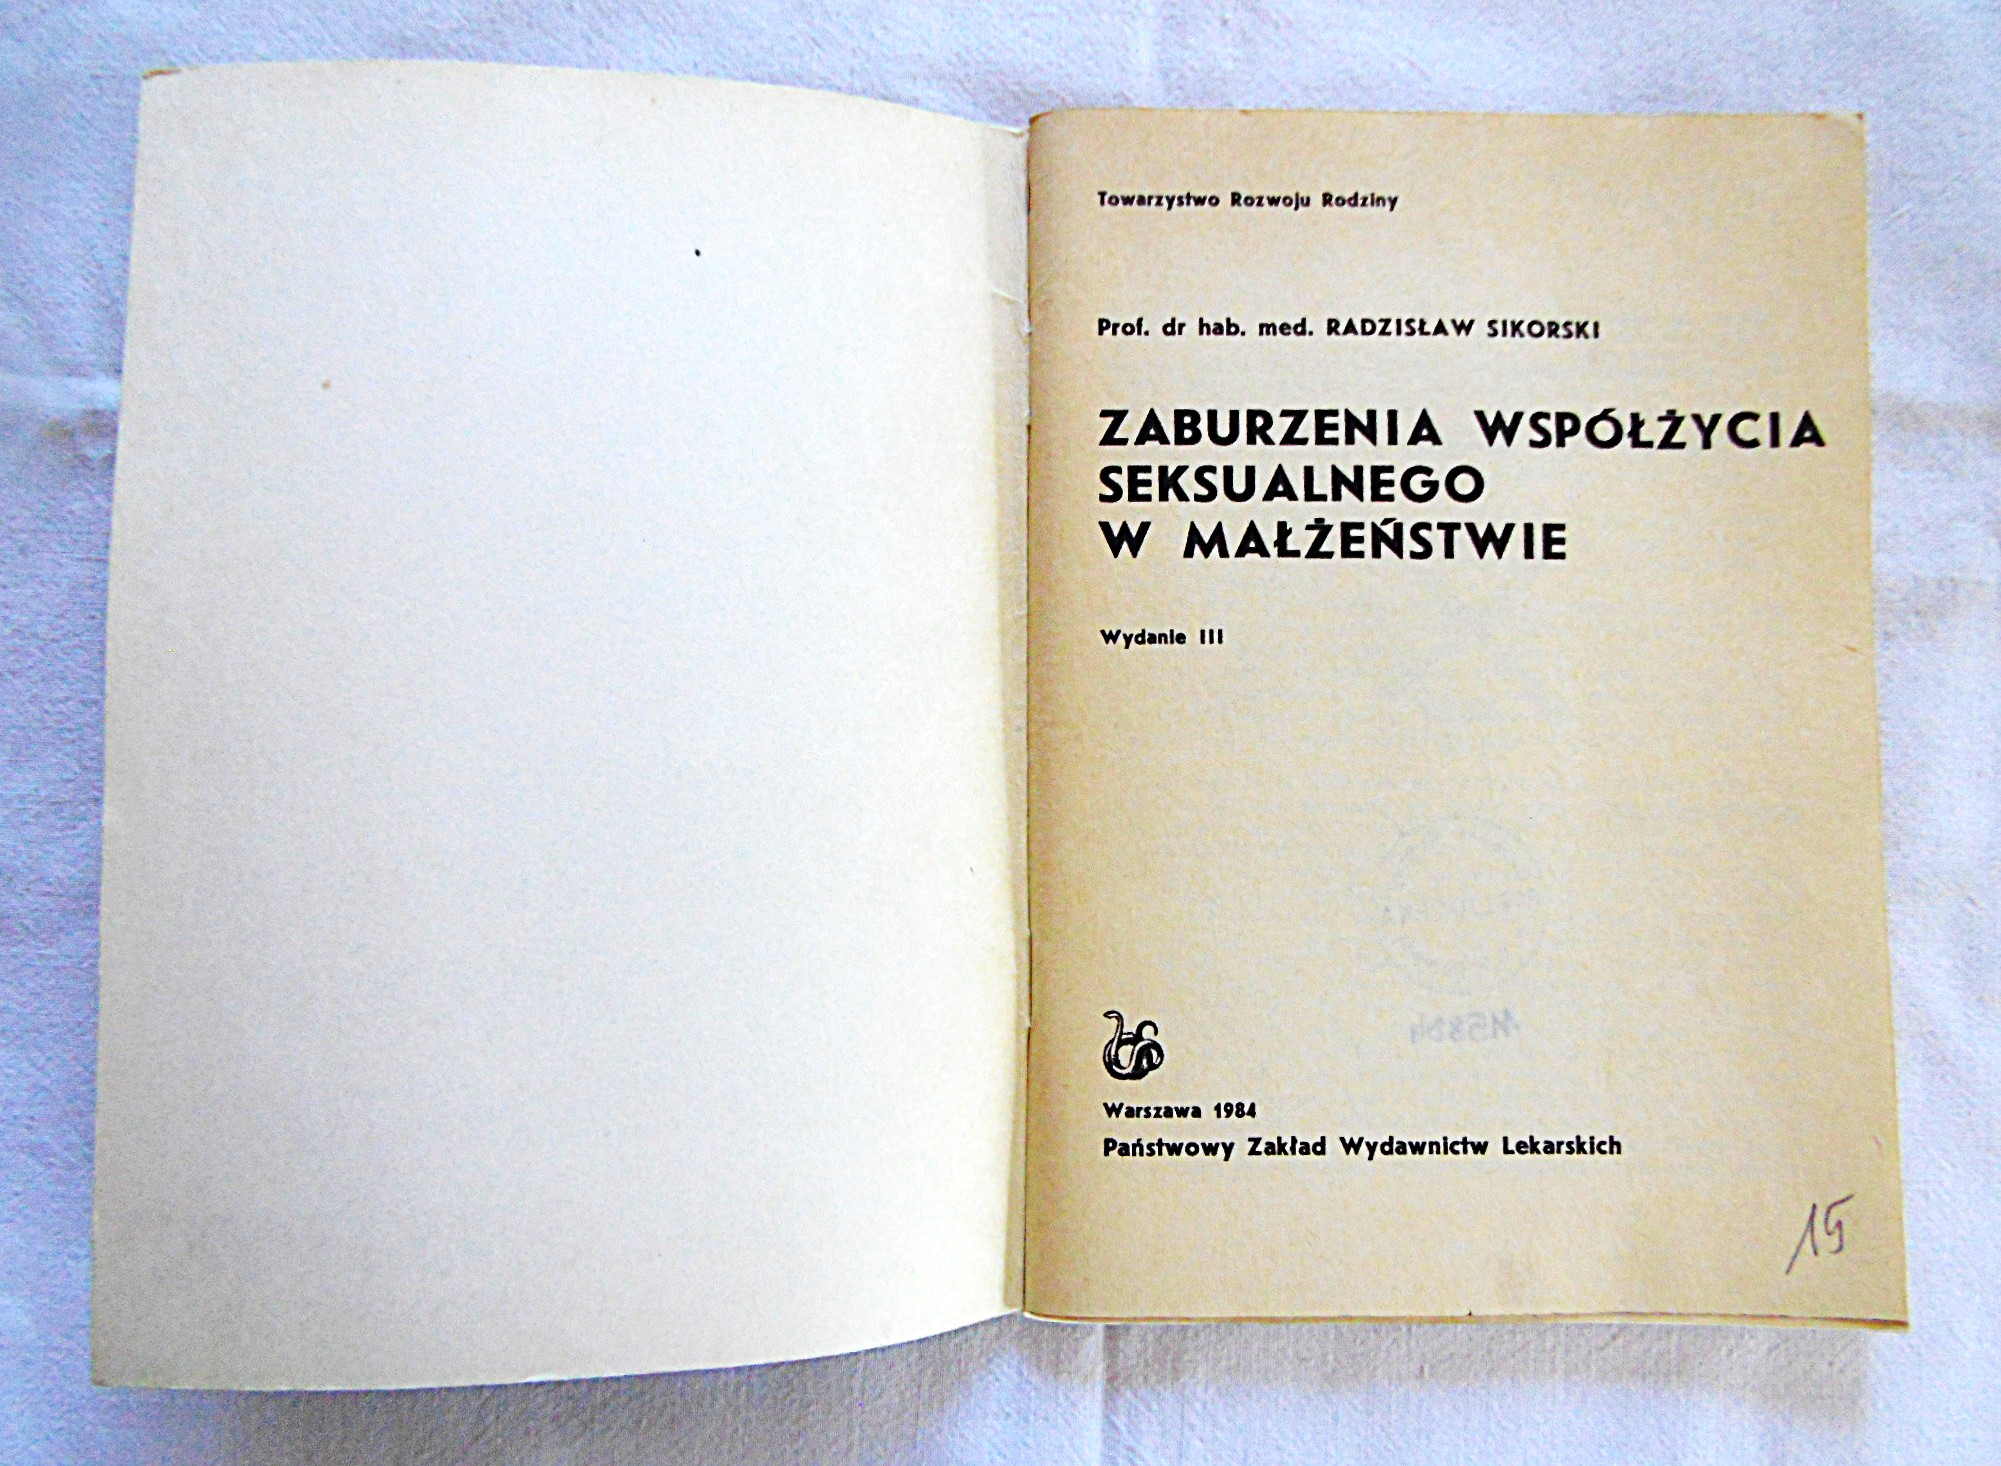 Towarzystwo Rozwoju Rodziny
Prof. dr hab. med. RADZISŁAW SIKORSKI
ZABURZENIA WSPÓŁŻYCIA
SEKSUALNEGO
W MAŁŻEŃSTWIE
Wydanie III
Warszawa 1984
Państwowy Zakład Wydawnictw Lekarskich
15